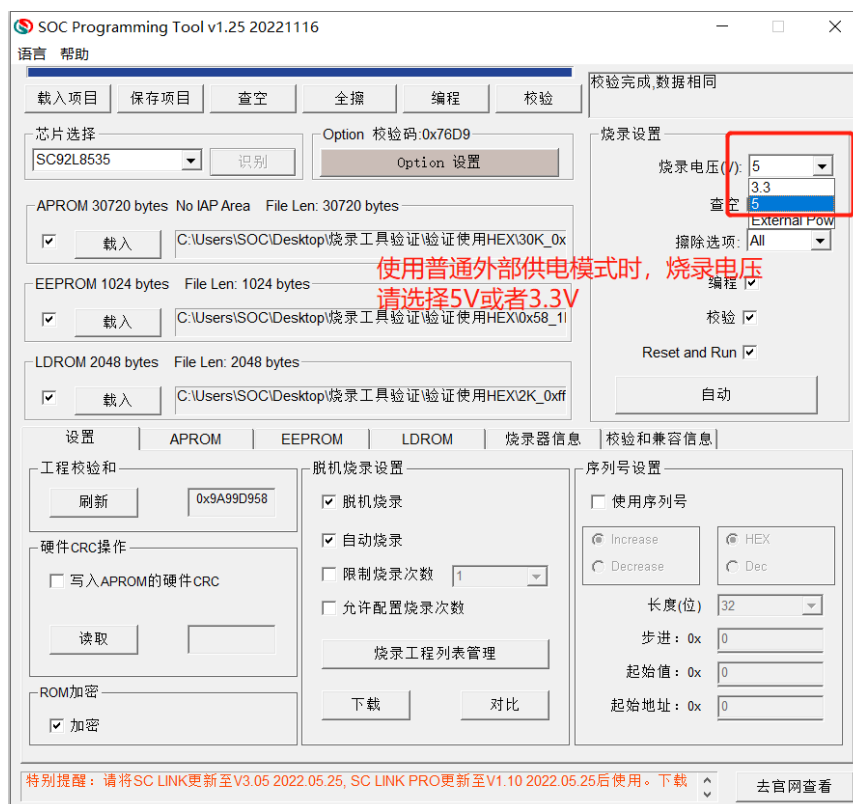 SOC Programming Tool v1.25 20221116
语言 帮助
载入项目 保存项目 查空 全擦 编程 校验
校验完成,数据相同
芯片选择
SC92L8535 识别
Option 校验码:0x76D9
Option 设置
烧录设置
烧录电压(V): 5
3.3
5
External Pow
查空
擦除选项: All
编程
校验
Reset and Run
自动
APROM 30720 bytes No IAP Area File Len: 30720 bytes
载入 C:\Users\SOC\Desktop\烧录工具验证\验证使用HEX\30K_0x
使用普通外部供电模式时，烧录电压
请选择5V或者3.3V
EEPROM 1024 bytes File Len: 1024 bytes
载入 C:\Users\SOC\Desktop\烧录工具验证\验证使用HEX\0x58_1
LDROM 2048 bytes File Len: 2048 bytes
载入 C:\Users\SOC\Desktop\烧录工具验证\验证使用HEX\2K_0xff
设置 APROM EEPROM LDROM 烧录器信息 校验和兼容信息
工程校验和
刷新 0x9A99D958
硬件CRC操作
写入APROM的硬件CRC
读取
ROM加密
加密
脱机烧录设置
脱机烧录
自动烧录
限制烧录次数 1
允许配置烧录次数
烧录工程列表管理
下载 对比
序列号设置
使用序列号
Increase HEX
Decrease Dec
长度(位) 32
步进：0x 0
起始值：0x 0
起始地址：0x 0
特别提醒：请将SC LINK更新至V3.05 2022.05.25, SC LINK PRO更新至V1.10 2022.05.25后使用。下载
去官网查看